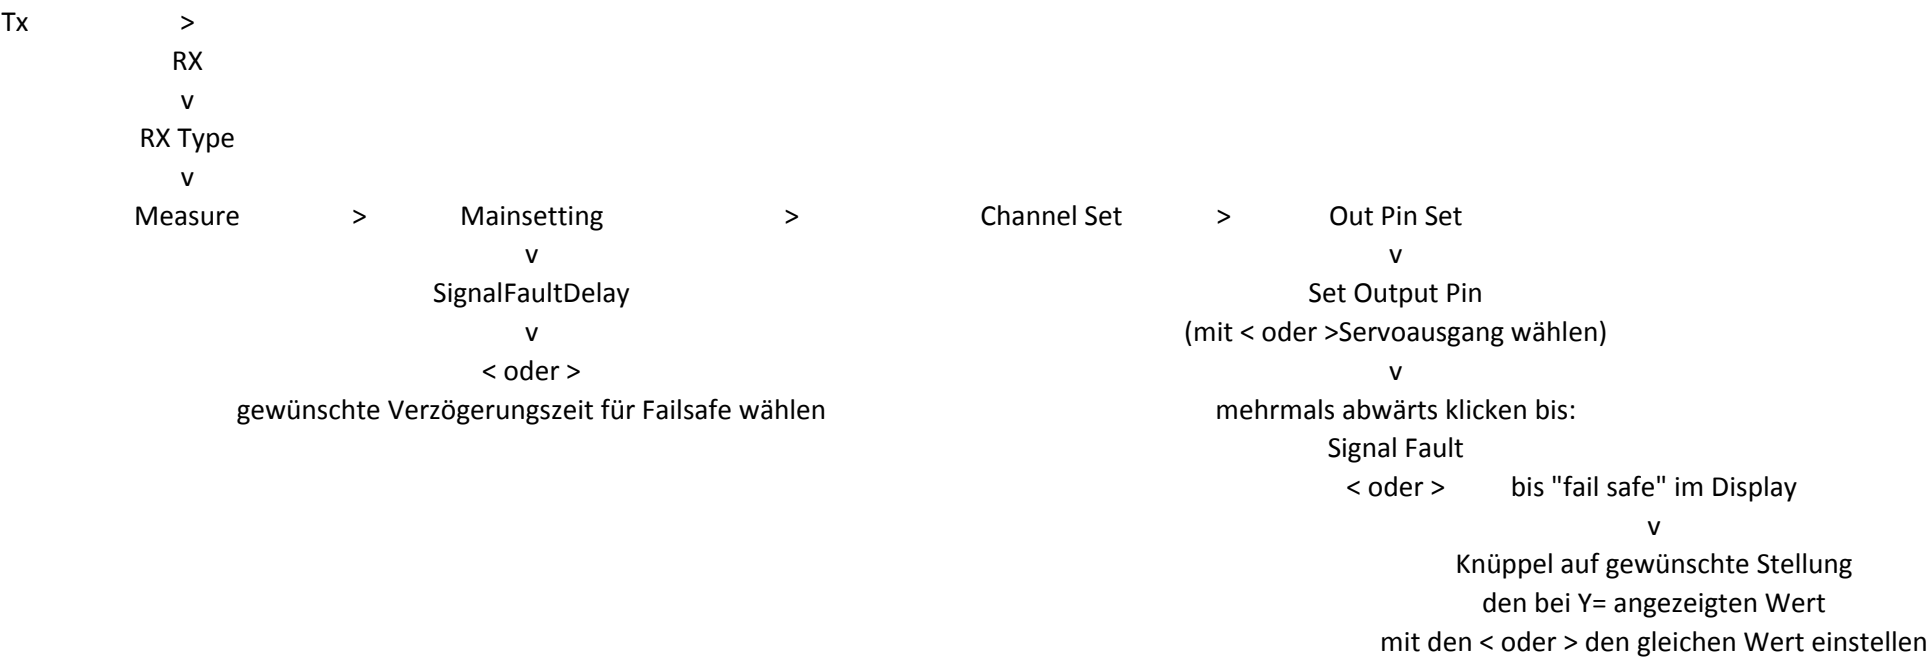 Tx >
RX
v
RX Type
v
Measure > Mainsetting > Channel Set > Out Pin Set
v v
SignalFaultDelay Set Output Pin
v (mit < oder >Servoausgang wählen)
< oder > v
gewünschte Verzögerungszeit für Failsafe wählen mehrmals abwärts klicken bis:
Signal Fault
< oder > bis "fail safe" im Display
v
Knüppel auf gewünschte Stellung
den bei Y= angezeigten Wert
mit den < oder > den gleichen Wert einstellen